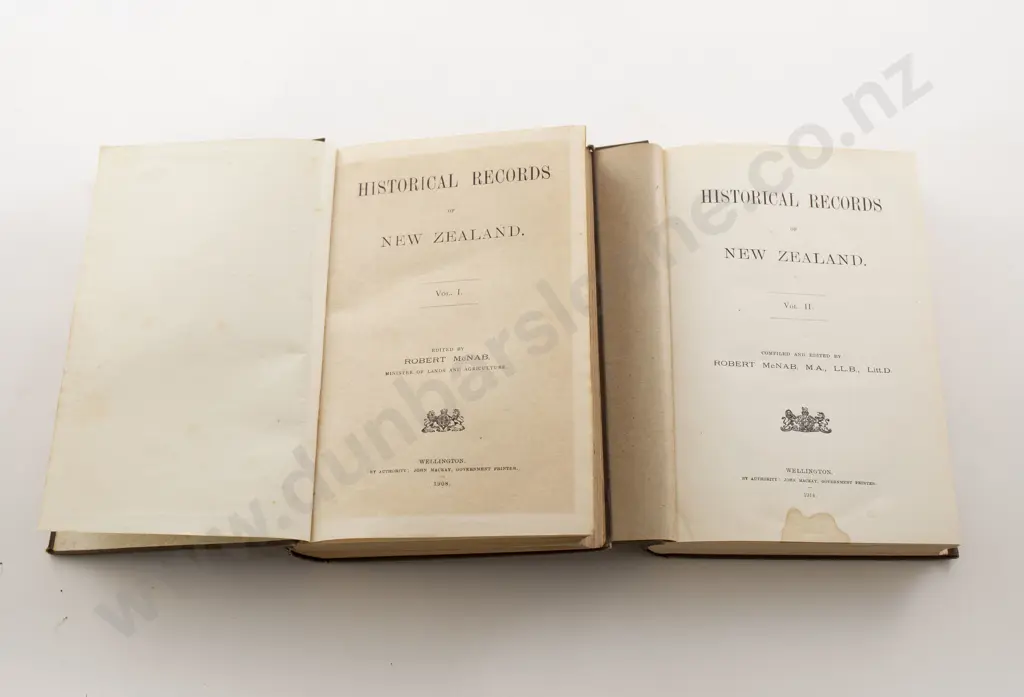 HISTORICAL RECORDS
OF
NEW ZEALAND.
VOL. I.
EDITED BY
ROBERT McNAB.
MINISTER OF LANDS AND AGRICULTURE.
WELLINGTON.
BY AUTHORITY: JOHN MACKAY, GOVERNMENT PRINTER.
1908.
HISTORICAL RECORDS
OF
NEW ZEALAND.
VOL. II.
COMPILED AND EDITED BY
ROBERT McNAB, M.A., LL.B., Litt.D.
WELLINGTON.
BY AUTHORITY: JOHN MACKAY, GOVERNMENT PRINTER.
1914.
www.dunbarsloane.co.nz